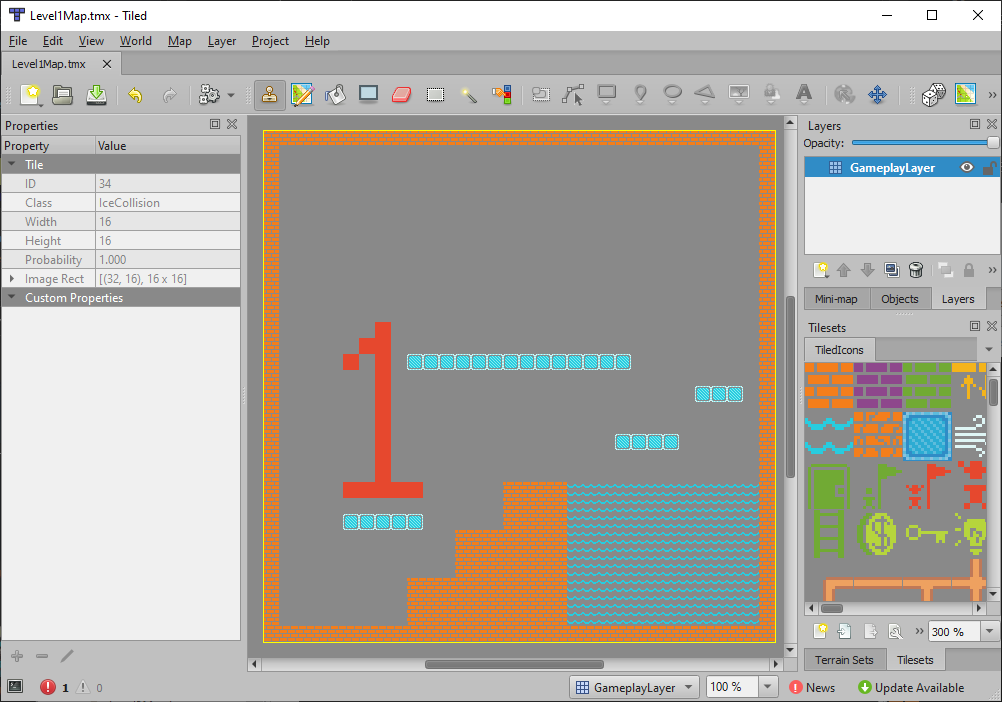 Level1Map.tmx - Tiled
File Edit View World Map Layer Project Help
Level1Map.tmx
Properties
Property Value
Tile
ID 34
Class IceCollision
Width 16
Height 16
Probability 1.000
Image Rect [(32, 16), 16 x 16]
Custom Properties
Layers
Opacity:
GameplayLayer
Mini-map Objects Layers
Tilesets
TiledIcons
300 %
Terrain Sets Tilesets
1 0
GameplayLayer 100 % News Update Available